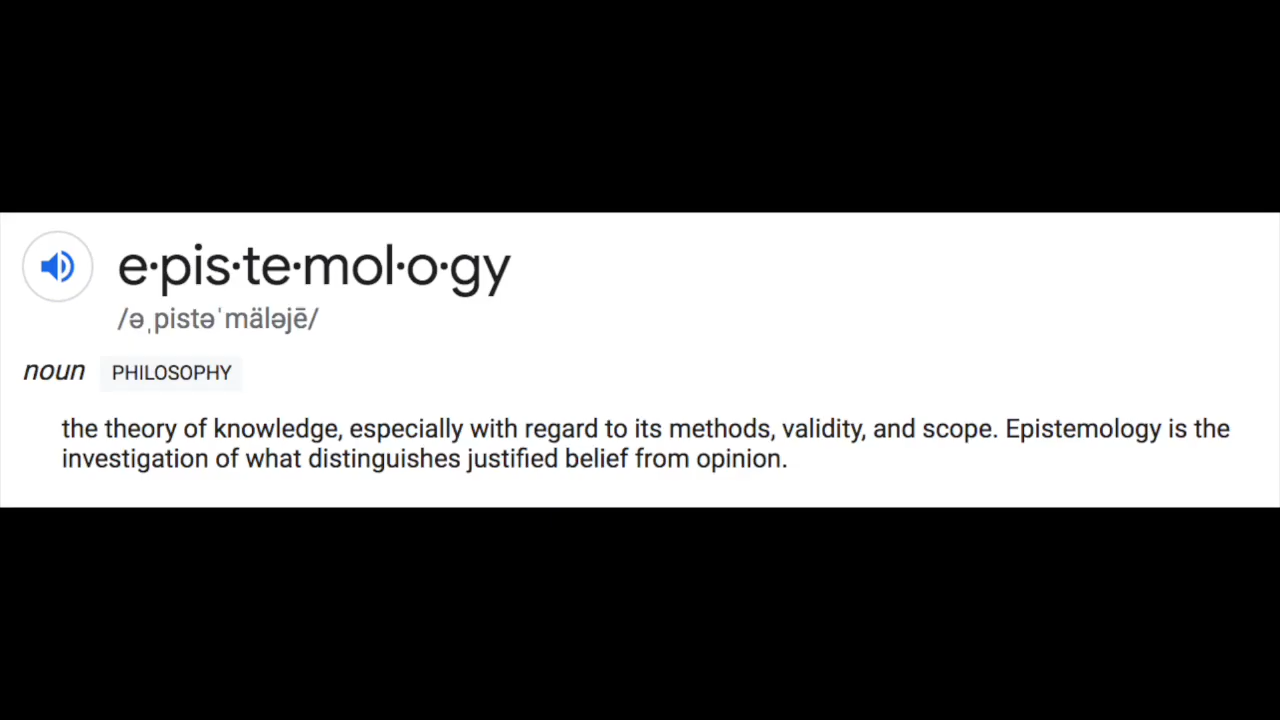 e·pis·te·mol·o·gy
/əˌpistəˈmäləjē/
noun PHILOSOPHY
the theory of knowledge, especially with regard to its methods, validity, and scope. Epistemology is the
investigation of what distinguishes justified belief from opinion.